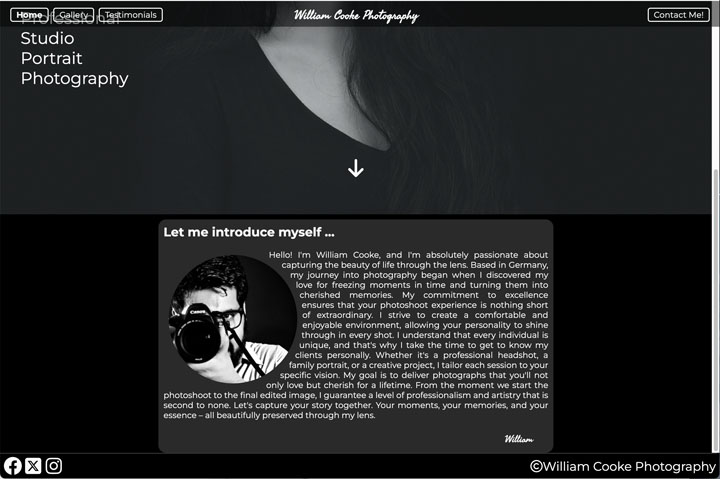 Home Gallery Testimonials William Cooke Photography Contact Me!
Professional
Studio
Portrait
Photography
Let me introduce myself ...
Hello! I'm William Cooke, and I'm absolutely passionate about
capturing the beauty of life through the lens. Based in Germany,
my journey into photography began when I discovered my
love for freezing moments in time and turning them into
cherished memories. My commitment to excellence
ensures that your photoshoot experience is nothing short
of extraordinary. I strive to create a comfortable and
enjoyable environment, allowing your personality to shine
through in every shot. I understand that every individual is
unique, and that's why I take the time to get to know my
clients personally. Whether it's a professional headshot, a
family portrait, or a creative project, I tailor each session to your
specific vision. My goal is to deliver photographs that you'll not
only love but cherish for a lifetime. From the moment we start the
photoshoot to the final edited image, I guarantee a level of professionalism and artistry that is
second to none. Let's capture your story together. Your moments, your memories, and your
essence – all beautifully preserved through my lens.
Canon
William
©William Cooke Photography